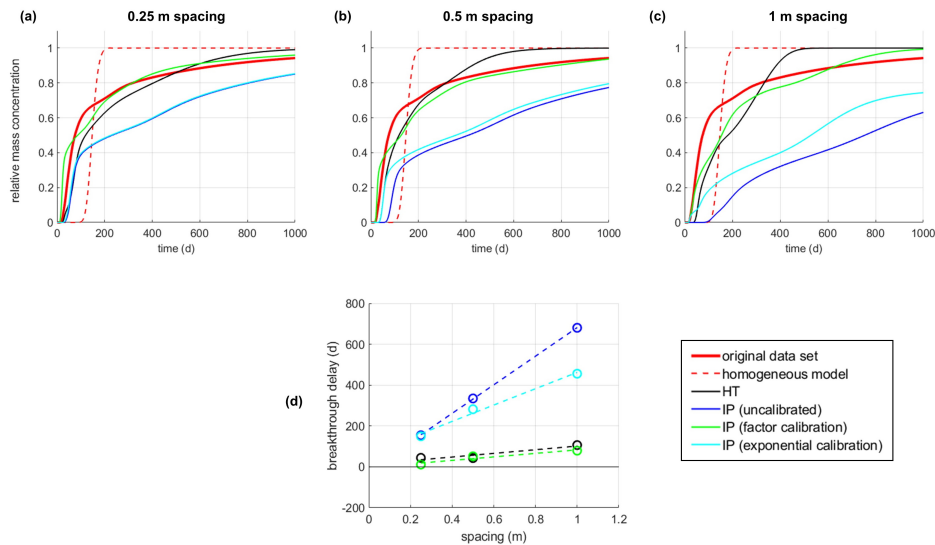 (a) 0.25 m spacing
relative mass concentration
1
0.8
0.6
0.4
0.2
0
0 200 400 600 800 1000
time (d)
(b) 0.5 m spacing
1
0.8
0.6
0.4
0.2
0
0 200 400 600 800 1000
time (d)
(c) 1 m spacing
1
0.8
0.6
0.4
0.2
0
0 200 400 600 800 1000
time (d)
(d)
breakthrough delay (d)
800
600
400
200
0
-200
0 0.2 0.4 0.6 0.8 1 1.2
spacing (m)
original data set
homogeneous model
HT
IP (uncalibrated)
IP (factor calibration)
IP (exponential calibration)